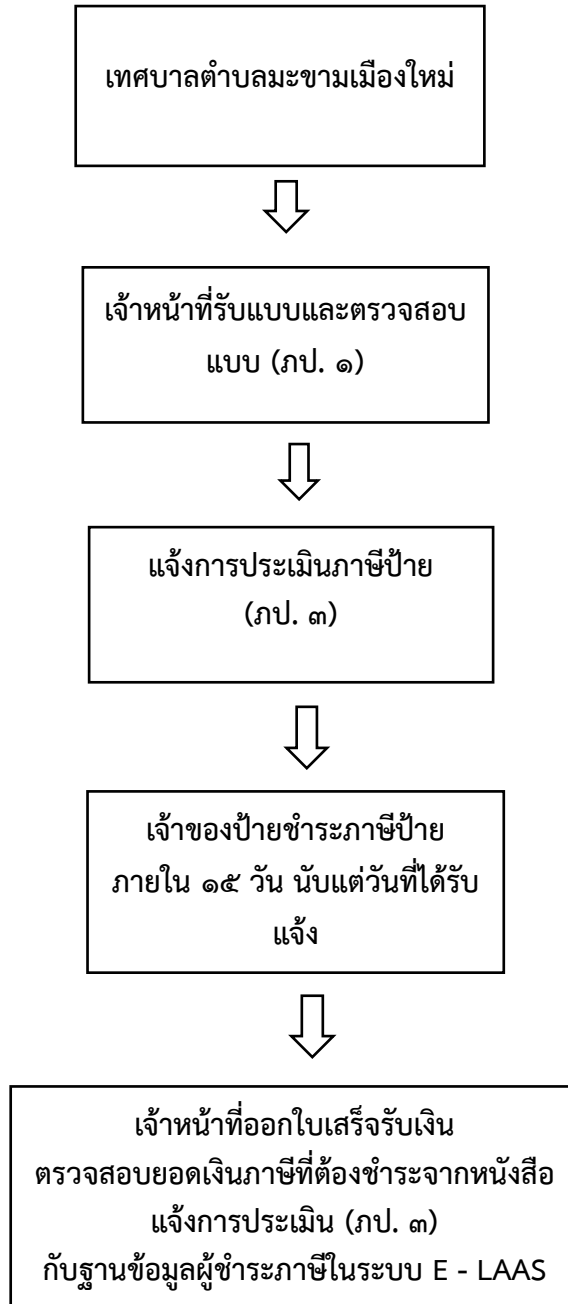 เทศบาลตำบลมะขามเมืองใหม่
เจ้าหน้าที่รับแบบและตรวจสอบ
แบบ (ภป. ๑)
แจ้งการประเมินภาษีป้าย
(ภป. ๓)
เจ้าของป้ายชำระภาษีป้าย
ภายใน ๑๕ วัน นับแต่วันที่ได้รับ
แจ้ง
เจ้าหน้าที่ออกใบเสร็จรับเงิน
ตรวจสอบยอดเงินภาษีที่ต้องชำระจากหนังสือ
แจ้งการประเมิน (ภป. ๓)
กับฐานข้อมูลผู้ชำระภาษีในระบบ E - LAAS